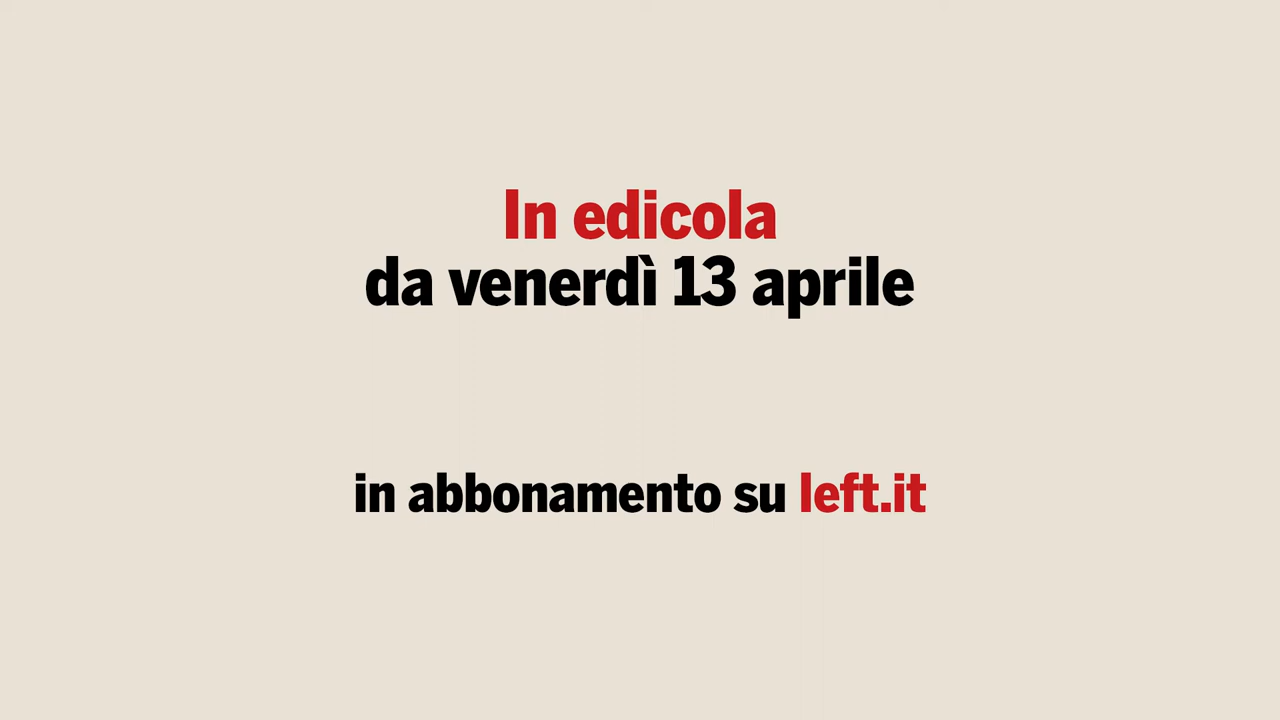 In edicola
da venerdì 13 aprile
in abbonamento su left.it